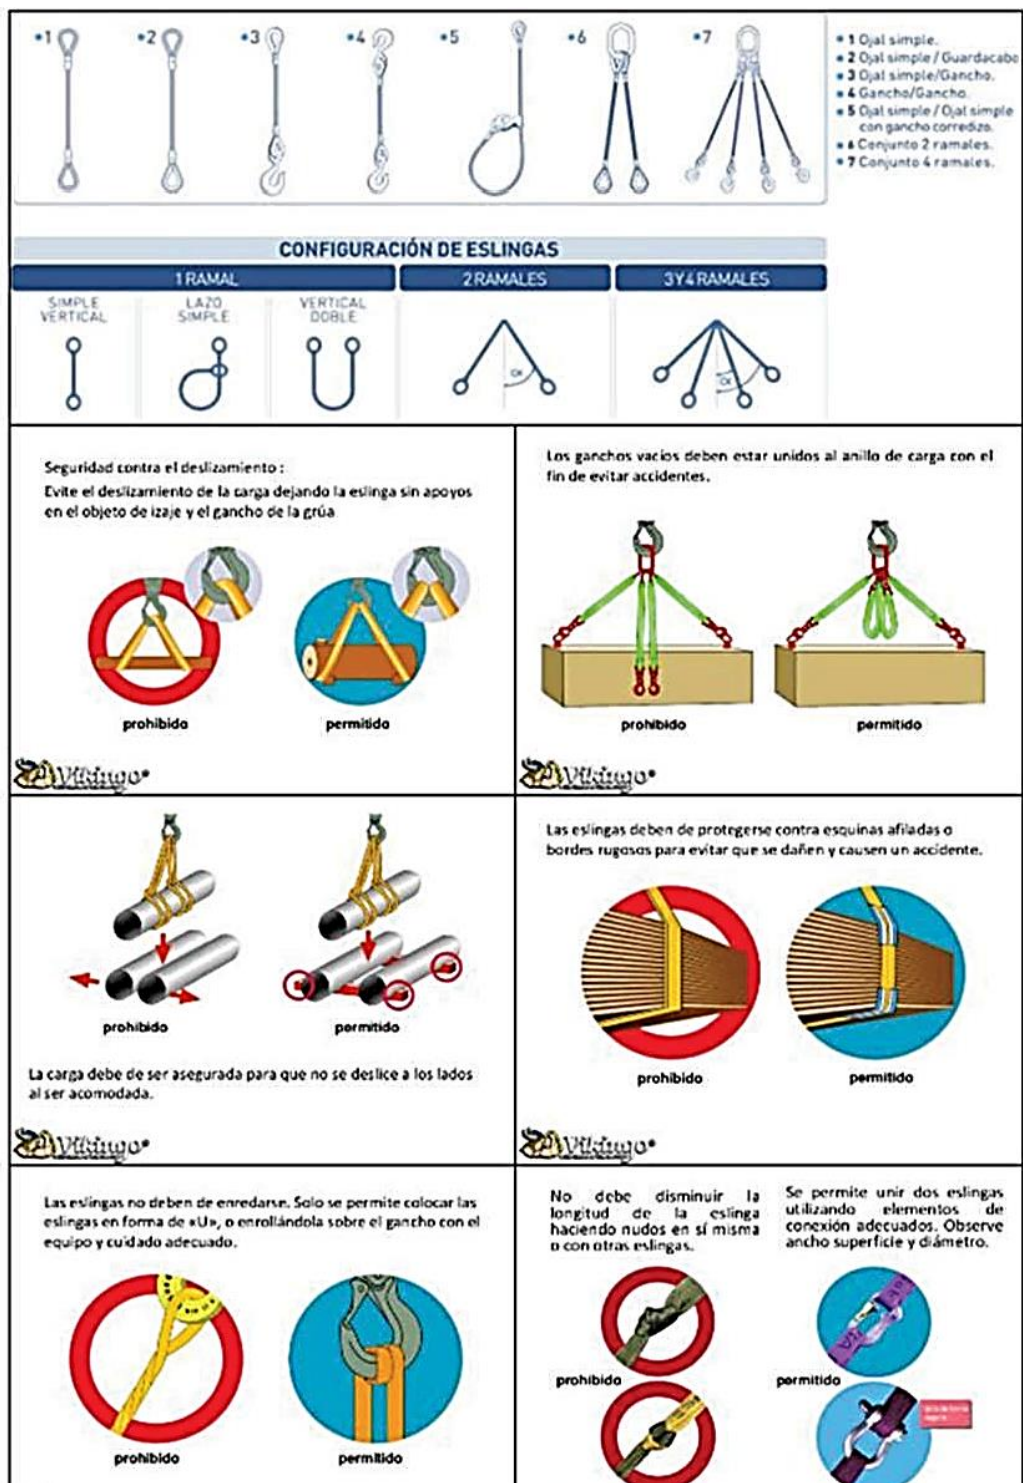 •1 •2 •3 •4 •5 •6 •7
• 1 Ojal simple.
• 2 Ojal simple / Guardacabo
• 3 Ojal simple/Gancho.
• 4 Gancho/Gancho.
• 5 Ojal simple / Ojal simple
con gancho corredizo.
• 6 Conjunto 2 ramales.
• 7 Conjunto 4 ramales.
CONFIGURACIÓN DE ESLINGAS
1 RAMAL
2 RAMALES
3 Y 4 RAMALES
SIMPLE
VERTICAL
LAZO
SIMPLE
VERTICAL
DOBLE
α
α
Seguridad contra el deslizamiento :
Evite el deslizamiento de la carga dejando la eslinga sin apoyos
en el objeto de izaje y el gancho de la grúa
prohibido
permitido
Vikingo®
Los ganchos vacios deben estar unidos al anillo de carga con el
fin de evitar accidentes.
prohibido
permitido
Vikingo®
prohibido
permitido
La carga debe de ser asegurada para que no se deslice a los lados
al ser acomodada.
Vikingo®
Las eslingas deben de protegerse contra esquinas afiladas o
bordes rugosos para evitar que se dañen y causen un accidente.
prohibido
permitido
Vikingo®
Las eslingas no deben de enredarse. Solo se permite colocar las
eslingas en forma de «U», o enrollándola sobre el gancho con el
equipo y cuidado adecuado.
prohibido
permitido
No debe disminuir la
longitud de la eslinga
haciendo nudos en sí misma
o con otras eslingas.
Se permite unir dos eslingas
utilizando elementos de
conexión adecuados. Observe
ancho superficie y diámetro.
prohibido
permitido